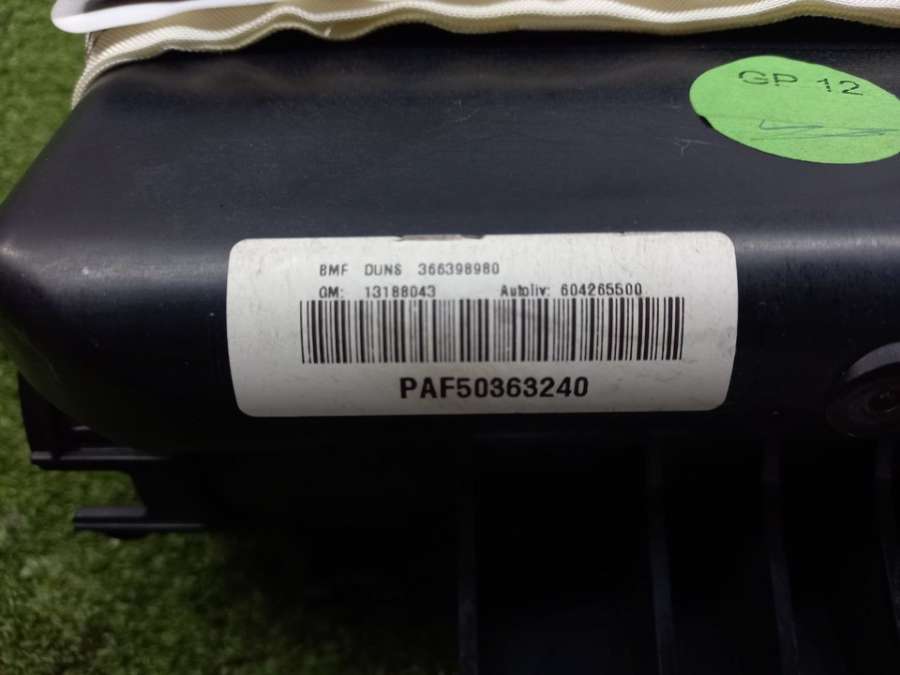 GP 12
BMF DUNS 366398980
GM: 13188043 Autoliv: 604265500
PAF50363240